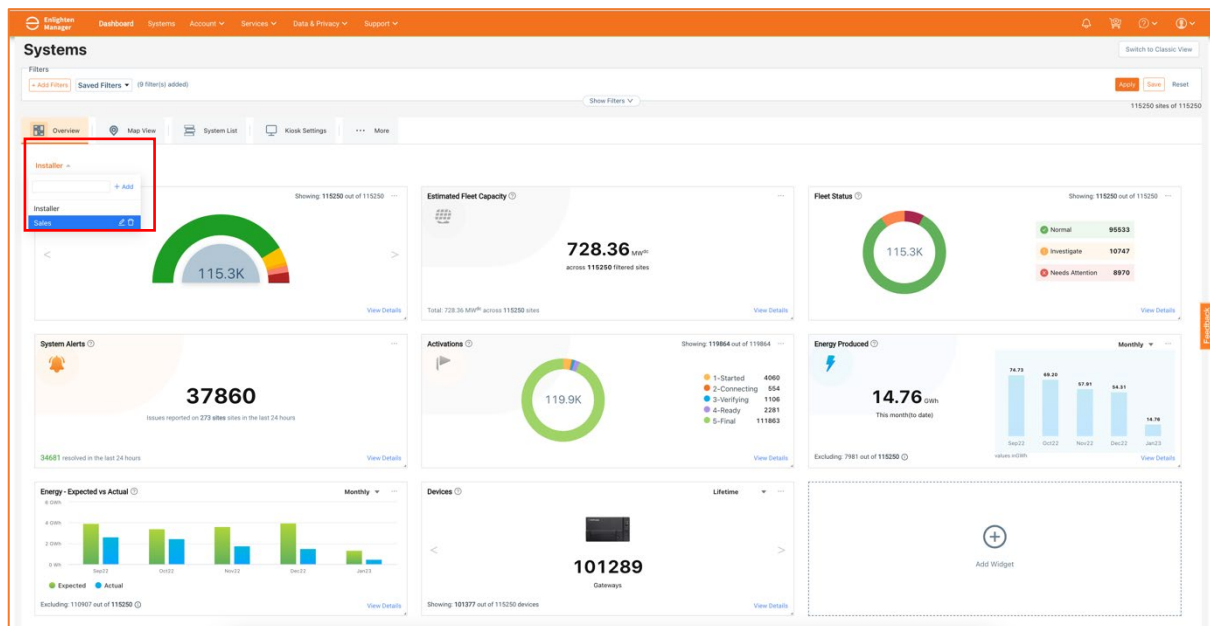 Enlighten Manager
Dashboard Systems Account Services Data & Privacy Support
Systems
Switch to Classic View
Filters
+ Add Filters Saved Filters (9 filter(s) added)
Apply Save Reset
Show Filters
115250 sites of 115250
Overview Map View System List Kiosk Settings ··· More
Installer
+ Add
Installer
Sales
Showing: 115250 out of 115250 ···
115.3K
View Details
Estimated Fleet Capacity
728.36 MWDC
across 115250 filtered sites
Total: 728.36 MWDC across 115250 sites
View Details
Fleet Status
Showing: 115250 out of 115250 ···
115.3K
Normal 95533
Investigate 10747
Needs Attention 8970
View Details
System Alerts
37860
Issues reported on 273 sites sites in the last 24 hours
34681 resolved in the last 24 hours
View Details
Activations
Showing: 119864 out of 119864 ···
119.9K
1-Started 4060
2-Connecting 554
3-Verifying 1106
4-Ready 2281
5-Final 111863
View Details
Energy Produced
Monthly
14.76 GWh
This month(to date)
74.73 69.20 57.91 54.31 14.76
Sep22 Oct22 Nov22 Dec22 Jan23
values inGWh
Excluding: 7981 out of 115250
View Details
Energy - Expected vs Actual
Monthly
6 GWh
4 GWh
2 GWh
0 Wh
Sep22 Oct22 Nov22 Dec22 Jan23
Expected Actual
Excluding: 110907 out of 115250
View Details
Devices
Lifetime
101289
Gateways
Showing: 101377 out of 115250 devices
View Details
Add Widget
Feedback